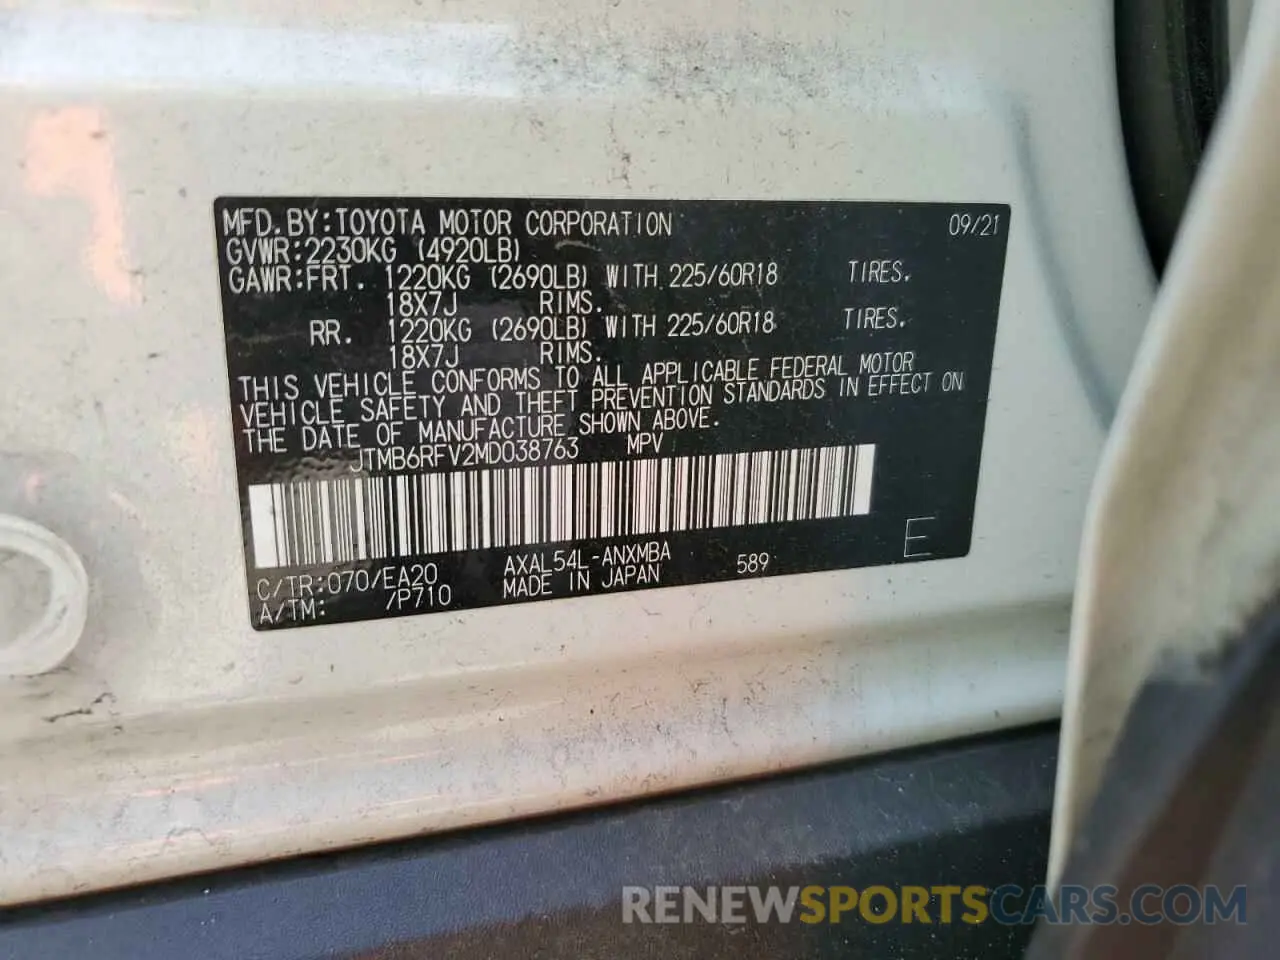 MFD.BY:TOYOTA MOTOR CORPORATION 09/21
GVWR:2230KG (4920LB)
GAWR:FRT. 1220KG (2690LB) WITH 225/60R18 TIRES.
18X7J RIMS.
RR. 1220KG (2690LB) WITH 225/60R18 TIRES.
18X7J RIMS.
THIS VEHICLE CONFORMS TO ALL APPLICABLE FEDERAL MOTOR
VEHICLE SAFETY AND THEFT PREVENTION STANDARDS IN EFFECT ON
THE DATE OF MANUFACTURE SHOWN ABOVE.
JTMB6RFV2MD038763 MPV
C/TR:070/EA20 AXAL54L-ANXMBA 589 E
A/TM: /P710 MADE IN JAPAN
RENEWSPORTSCARS.COM